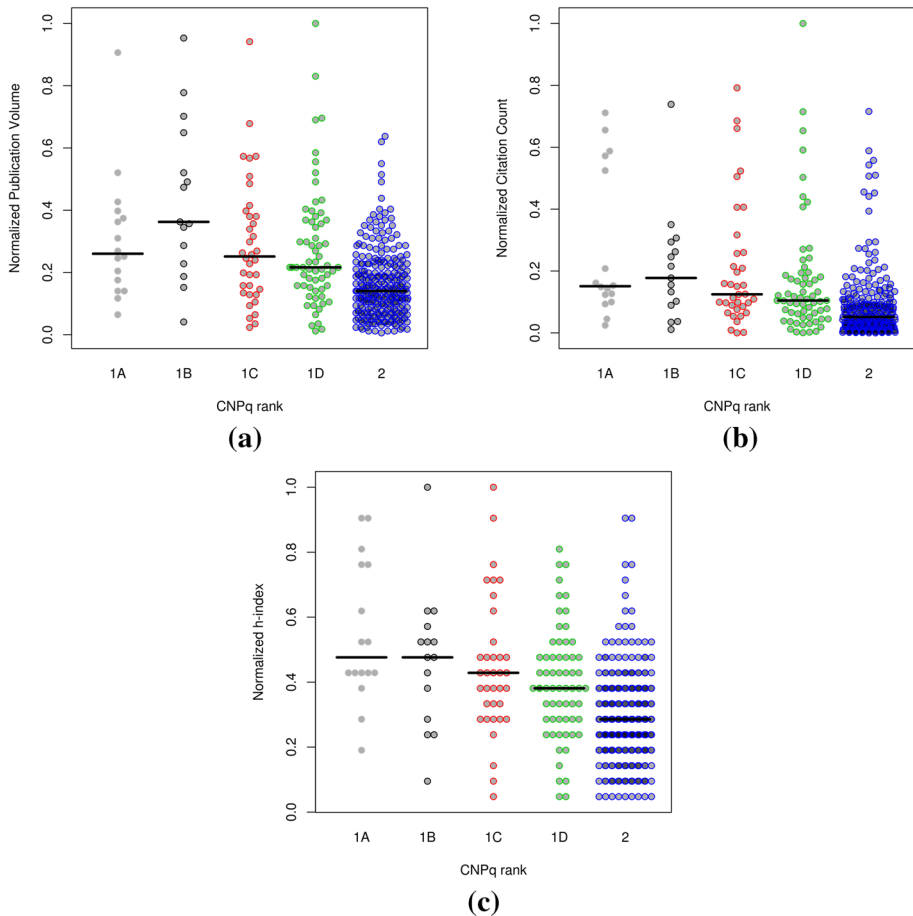 Normalized Publication Volume
0.0 0.2 0.4 0.6 0.8 1.0
1A 1B 1C 1D 2
CNPq rank
(a)
Normalized Citation Count
0.0 0.2 0.4 0.6 0.8 1.0
1A 1B 1C 1D 2
CNPq rank
(b)
Normalized h-index
0.0 0.2 0.4 0.6 0.8 1.0
1A 1B 1C 1D 2
CNPq rank
(c)